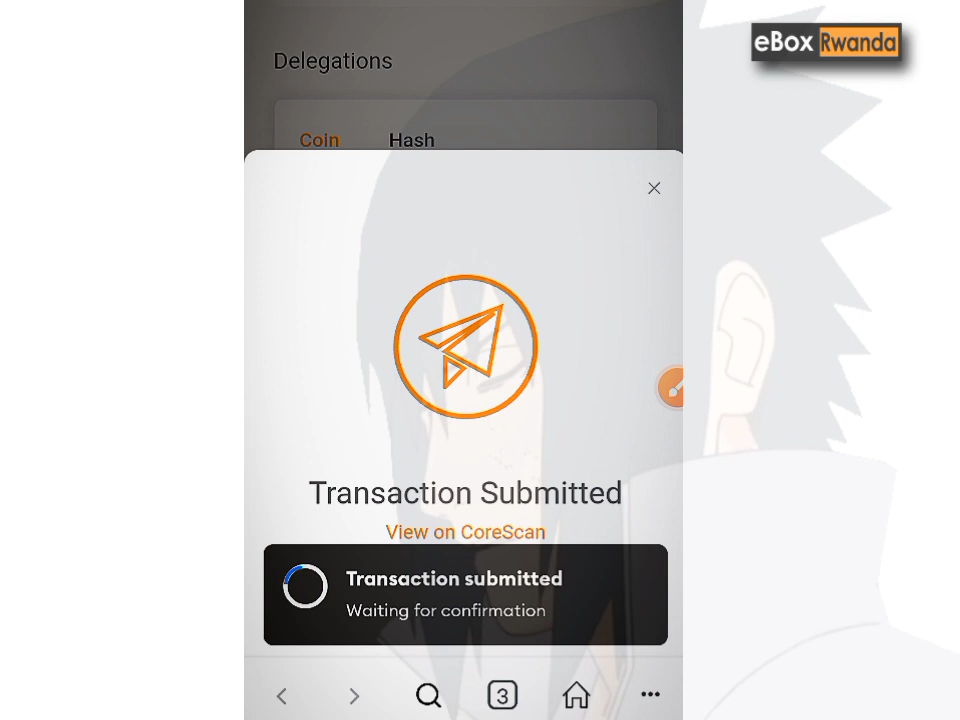 eBox Rwanda
Delegations
Coin Hash
Transaction Submitted
View on CoreScan
Transaction submitted
Waiting for confirmation
3